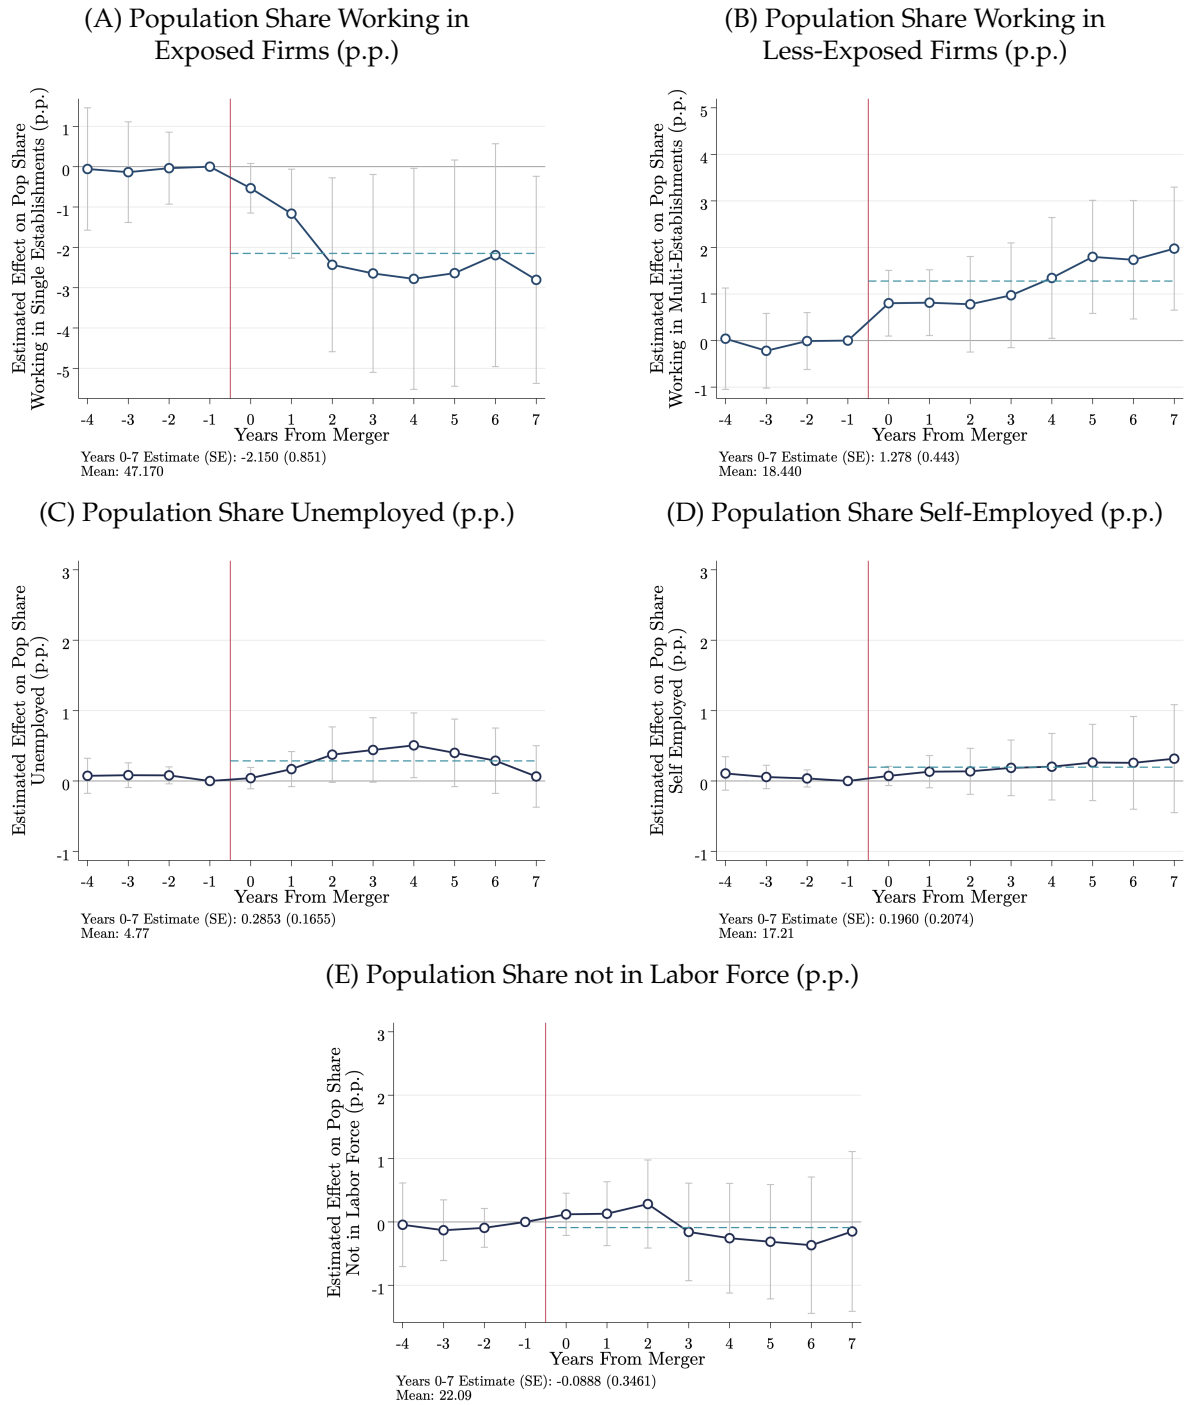 (A) Population Share Working in
Exposed Firms (p.p.)
Estimated Effect on Pop Share
Working in Single Establishments (p.p.)
1
0
-1
-2
-3
-4
-5
-4 -3 -2 -1 0 1 2 3 4 5 6 7
Years From Merger
Years 0-7 Estimate (SE): -2.150 (0.851)
Mean: 47.170
(B) Population Share Working in
Less-Exposed Firms (p.p.)
Estimated Effect on Pop Share
Working in Multi-Establishments (p.p.)
5
4
3
2
1
0
-1
-4 -3 -2 -1 0 1 2 3 4 5 6 7
Years From Merger
Years 0-7 Estimate (SE): 1.278 (0.443)
Mean: 18.440
(C) Population Share Unemployed (p.p.)
Estimated Effect on Pop Share
Unemployed (p.p.)
3
2
1
0
-1
-4 -3 -2 -1 0 1 2 3 4 5 6 7
Years From Merger
Years 0-7 Estimate (SE): 0.2853 (0.1655)
Mean: 4.77
(D) Population Share Self-Employed (p.p.)
Estimated Effect on Pop Share
Self Employed (p.p.)
3
2
1
0
-1
-4 -3 -2 -1 0 1 2 3 4 5 6 7
Years From Merger
Years 0-7 Estimate (SE): 0.1960 (0.2074)
Mean: 17.21
(E) Population Share not in Labor Force (p.p.)
Estimated Effect on Pop Share
Not in Labor Force (p.p.)
3
2
1
0
-1
-4 -3 -2 -1 0 1 2 3 4 5 6 7
Years From Merger
Years 0-7 Estimate (SE): -0.0888 (0.3461)
Mean: 22.09